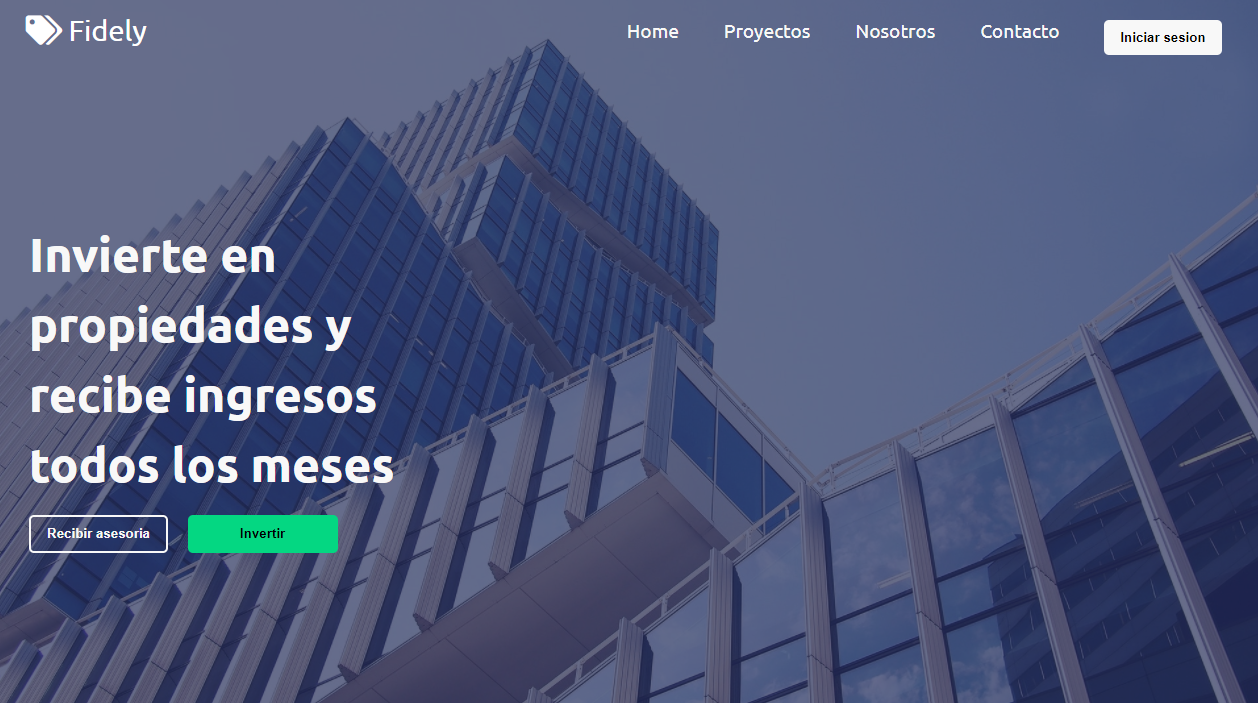 Fidely
Home
Proyectos
Nosotros
Contacto
Iniciar sesion
Invierte en
propiedades y
recibe ingresos
todos los meses
Recibir asesoria
Invertir